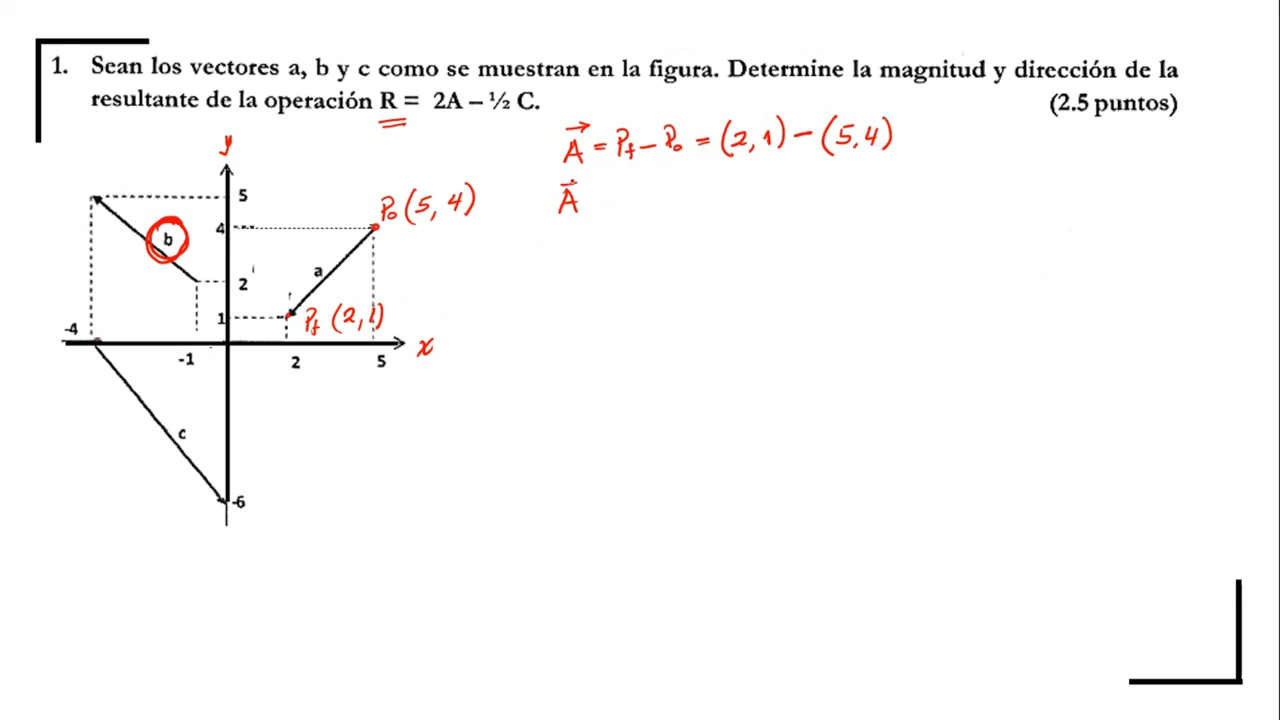 1. Sean los vectores a, b y c como se muestran en la figura. Determine la magnitud y dirección de la
resultante de la operación R = 2A – ½ C. (2.5 puntos)
A = Pf - Po = (2, 1) - (5, 4)
A
y
5
Po (5, 4)
4
b
a
2
1
Pf (2, 1)
-4
x
-1
2
5
c
-6